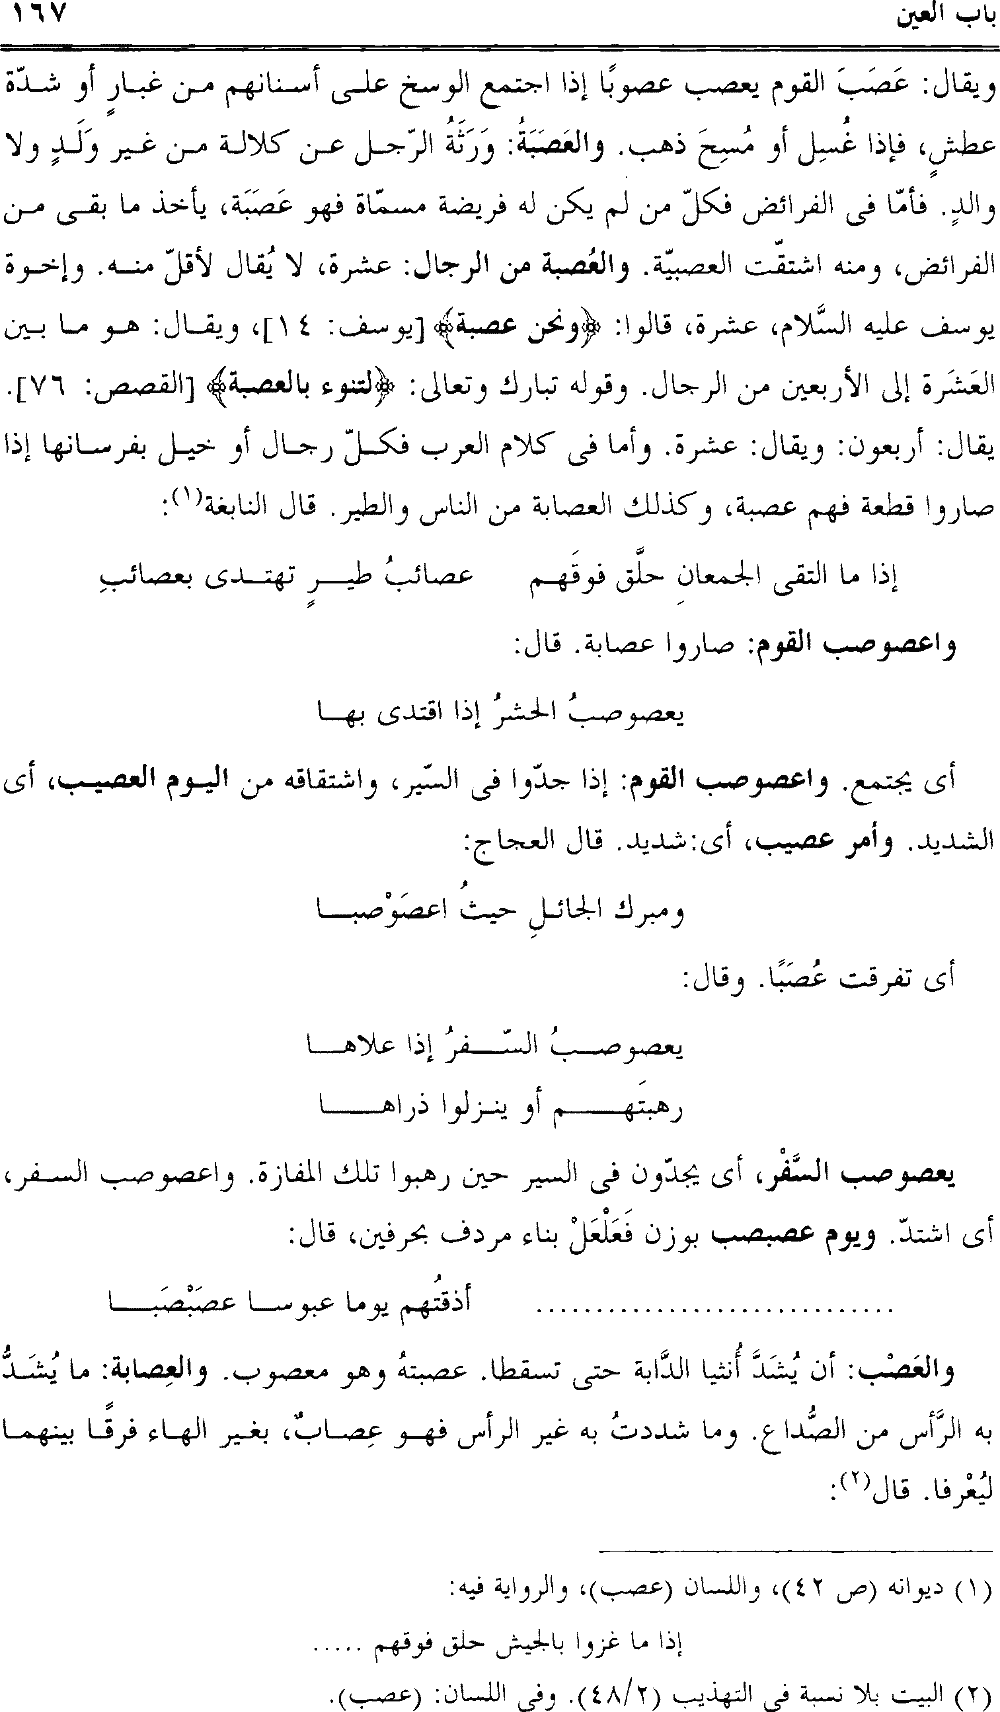 باب العين ١٦٧
ويقال: عَصَبَ القوم يعصب عصوبًا إذا اجتمع الوسخ على أسنانهم من غبارٍ أو شدّة
عطشٍ، فإذا غُسِل أو مُسِحَ ذهب. والعَصَبَةُ: وَرَثَةُ الرّجل عن كلالة من غير وَلَدٍ ولا
والدٍ. فأمّا فى الفرائض فكلّ من لم يكن له فريضة مسمّاة فهو عَصَبَة، يأخذ ما بقى من
الفرائض، ومنه اشتقّت العصبيّة. والعُصبة من الرجال: عشرة، لا يُقال لأقلّ منه. وإخوة
يوسف عليه السَّلام، عشرة، قالوا: ﴿ونحن عصبة﴾ [يوسف: ١٤]، ويقال: هو ما بين
العَشَرة إلى الأربعين من الرجال. وقوله تبارك وتعالى: ﴿لتنوء بالعصبة﴾ [القصص: ٧٦].
يقال: أربعون: ويقال: عشرة. وأما فى كلام العرب فكلّ رجال أو خيل بفرسانها إذا
صاروا قطعة فهم عصبة، وكذلك العصابة من الناس والطير. قال النابغة(١):
إذا ما التقى الجمعانِ حلَّق فوقَهم عصائبُ طيرٍ تهتدى بعصائبِ
واعصوصب القوم: صاروا عصابة. قال:
يعصوصبُ الحشرُ إذا اقتدى بها
أى يجتمع. واعصوصب القوم: إذا جدّوا فى السّير، واشتقاقه من اليوم العصيب، أى
الشديد. وأمر عصيب، أى:شديد. قال العجاج:
ومبرك الجائلِ حيثُ اعصَوْصبا
أى تفرقت عُصَبًا. وقال:
يعصوصبُ السّفرُ إذا علاها
رهبتَهم أو ينزلوا ذراها
يعصوصب السَّفْر، أى يجدّون فى السير حين رهبوا تلك المفازة. واعصوصب السفر،
أى اشتدّ. ويوم عصبصب بوزن فَعَلْعَلْ بناء مردف بحرفين، قال:
.............................. أذقتُهم يوما عبوسا عصَبْصَبا
والعَصْب: أن يُشَدَّ أُنثيا الدَّابة حتى تسقطا. عصبتهُ وهو معصوب. والعِصابة: ما يُشَدُّ
به الرَّأس من الصُّداع. وما شددتُ به غير الرأس فهو عِصابٌ، بغير الهاء فرقًا بينهما
ليُعْرفا. قال(٢):
(١) ديوانه (ص ٤٢)، واللسان (عصب)، والرواية فيه:
إذا ما غزوا بالجيش حلق فوقهم .....
(٢) البيت بلا نسبة فى التهذيب (٤٨/٢). وفى اللسان: (عصب).